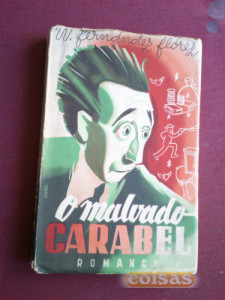 W. Fernández Flórez
O malvado
CARABEL
ROMANCE
coisas